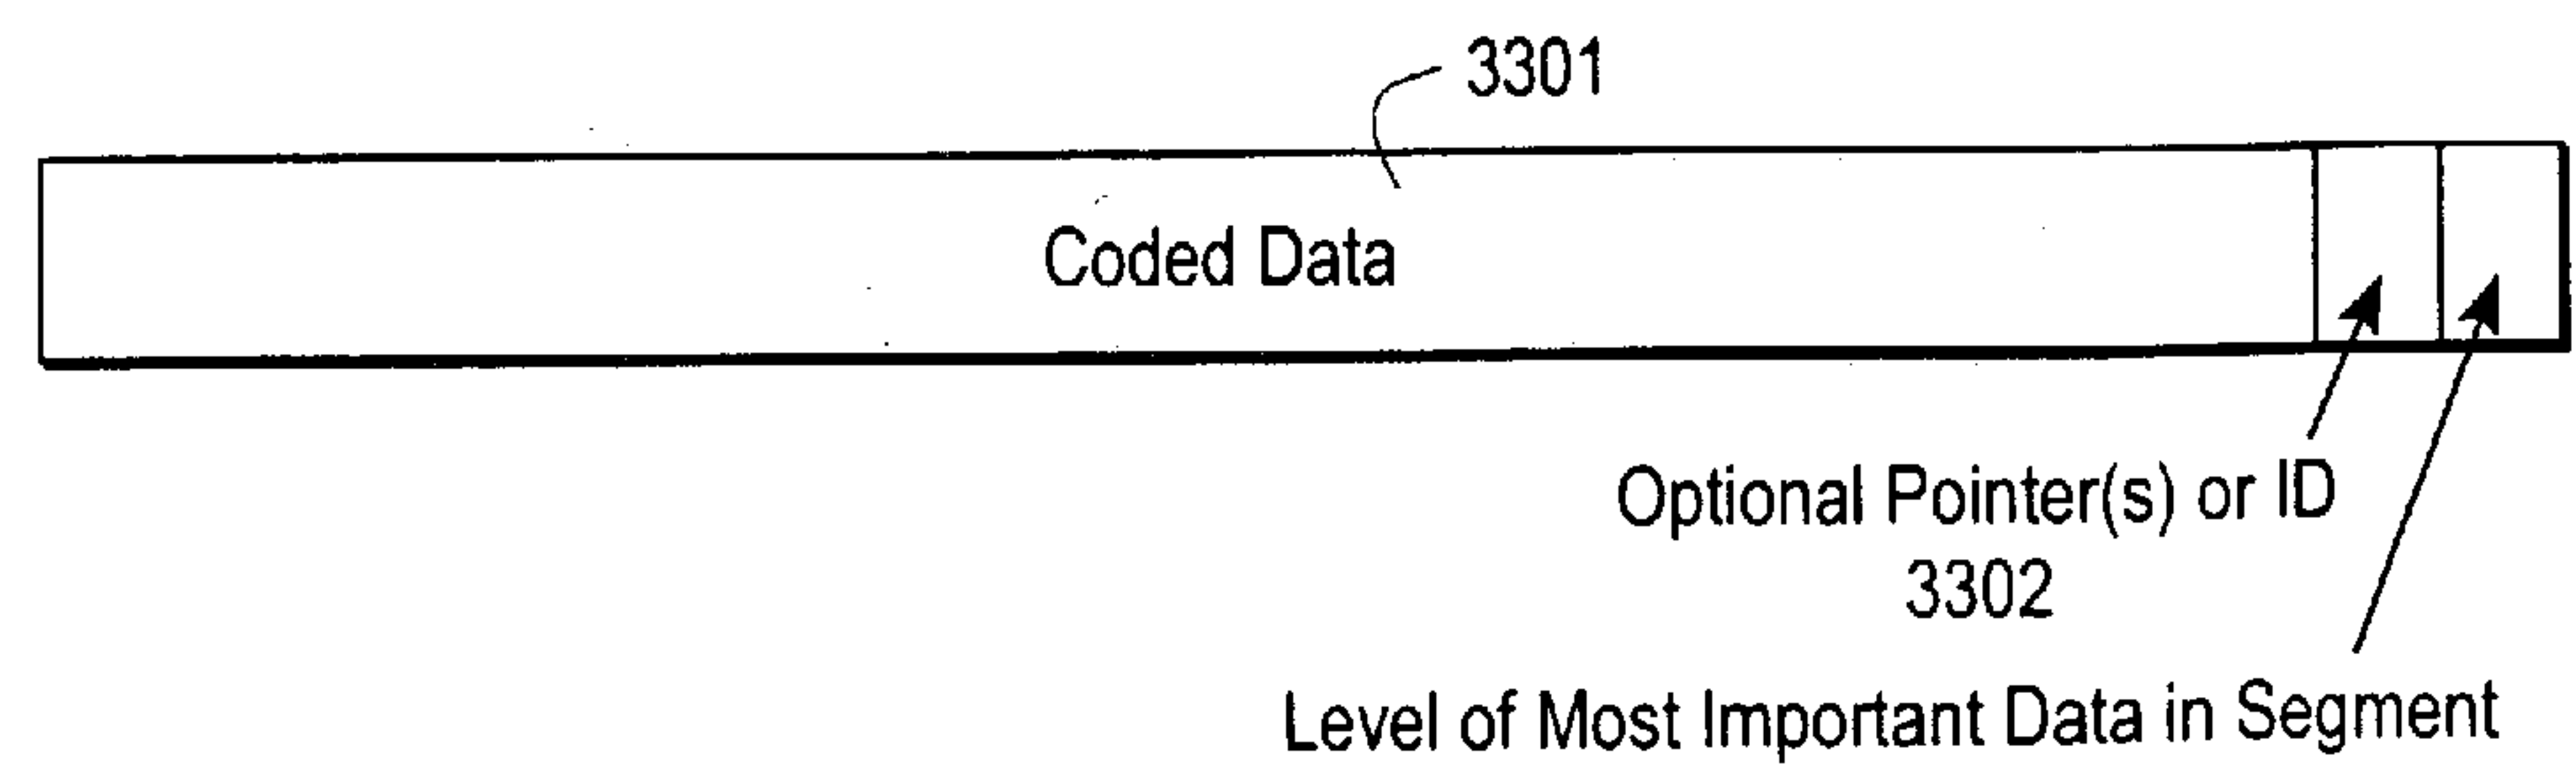 3301
Coded Data
Optional Pointer(s) or ID
3302
Level of Most Important Data in Segment